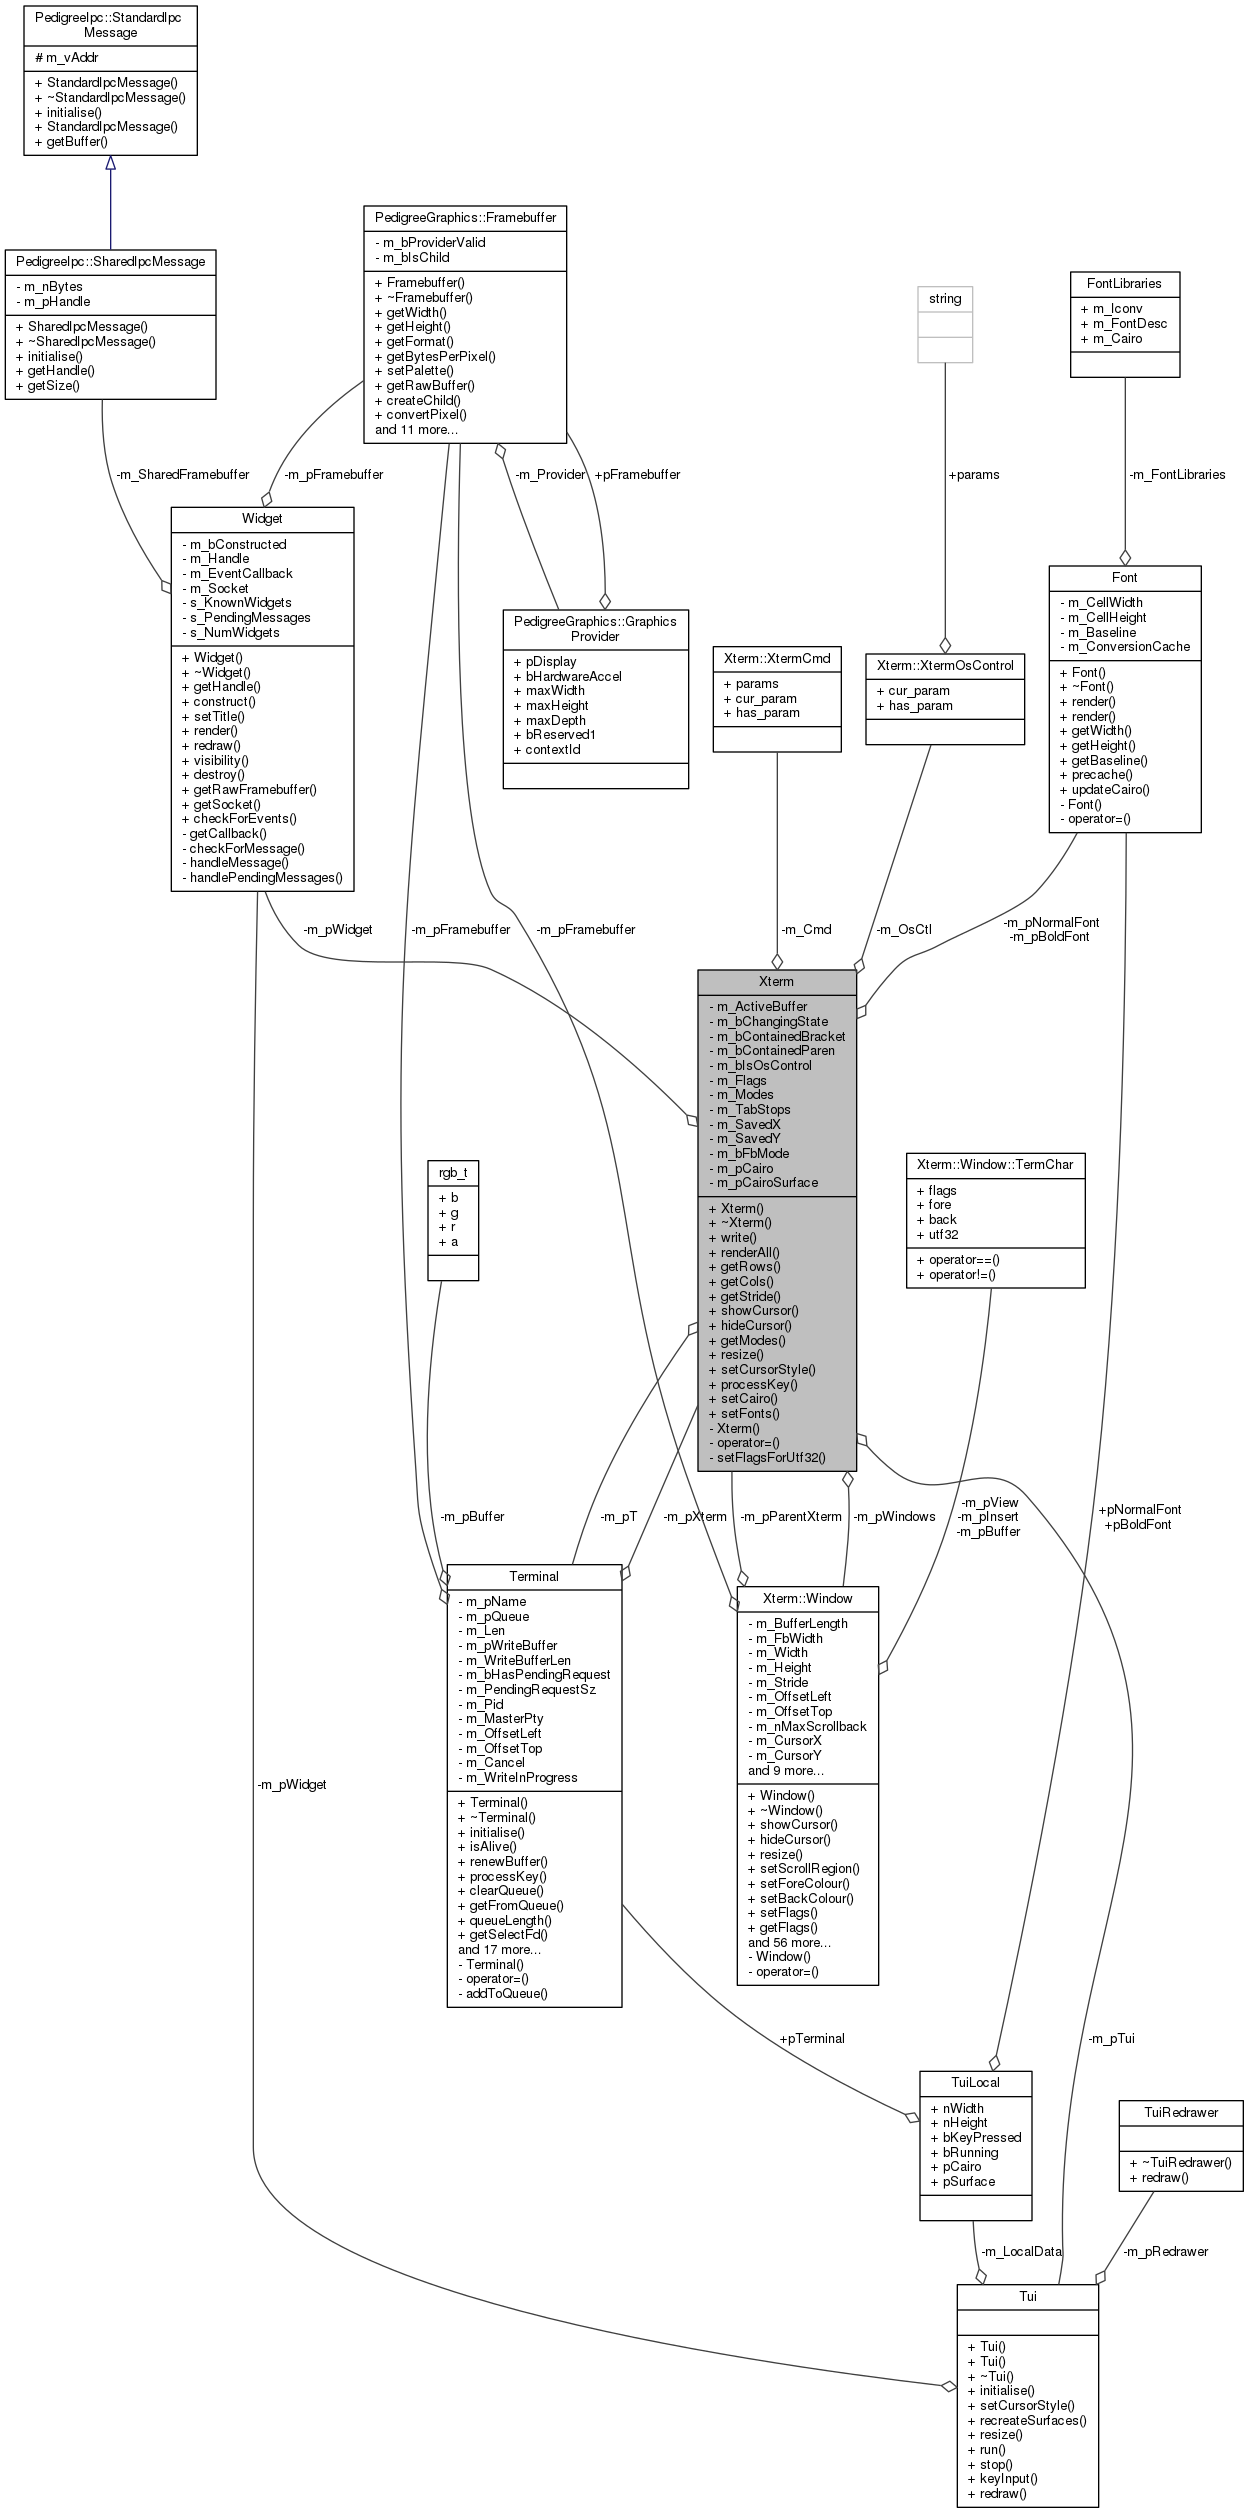 PedigreeIpc::StandardIpc
Message
# m_vAddr
+ StandardIpcMessage()
+ ~StandardIpcMessage()
+ initialise()
+ StandardIpcMessage()
+ getBuffer()
PedigreeIpc::SharedIpcMessage
- m_nBytes
- m_pHandle
+ SharedIpcMessage()
+ ~SharedIpcMessage()
+ initialise()
+ getHandle()
+ getSize()
PedigreeGraphics::Framebuffer
- m_bProviderValid
- m_bIsChild
+ Framebuffer()
+ ~Framebuffer()
+ getWidth()
+ getHeight()
+ getFormat()
+ getBytesPerPixel()
+ setPalette()
+ getRawBuffer()
+ createChild()
+ convertPixel()
and 11 more...
string
FontLibraries
+ m_Iconv
+ m_FontDesc
+ m_Cairo
-m_SharedFramebuffer
-m_pFramebuffer
-m_Provider
+pFramebuffer
+params
-m_FontLibraries
Widget
- m_bConstructed
- m_Handle
- m_EventCallback
- m_Socket
- s_KnownWidgets
- s_PendingMessages
- s_NumWidgets
+ Widget()
+ ~Widget()
+ getHandle()
+ construct()
+ setTitle()
+ render()
+ redraw()
+ visibility()
+ destroy()
+ getRawFramebuffer()
+ getSocket()
+ checkForEvents()
- getCallback()
- checkForMessage()
- handleMessage()
- handlePendingMessages()
PedigreeGraphics::Graphics
Provider
+ pDisplay
+ bHardwareAccel
+ maxWidth
+ maxHeight
+ maxDepth
+ bReserved1
+ contextId
Xterm::XtermCmd
+ params
+ cur_param
+ has_param
Xterm::XtermOsControl
+ cur_param
+ has_param
Font
- m_CellWidth
- m_CellHeight
- m_Baseline
- m_ConversionCache
+ Font()
+ ~Font()
+ render()
+ render()
+ getWidth()
+ getHeight()
+ getBaseline()
+ precache()
+ updateCairo()
- Font()
- operator=()
-m_pWidget
-m_pFramebuffer
-m_pFramebuffer
-m_Cmd
-m_OsCtl
-m_pNormalFont
-m_pBoldFont
Xterm
- m_ActiveBuffer
- m_bChangingState
- m_bContainedBracket
- m_bContainedParen
- m_bIsOsControl
- m_Flags
- m_Modes
- m_TabStops
- m_SavedX
- m_SavedY
- m_bFbMode
- m_pCairo
- m_pCairoSurface
+ Xterm()
+ ~Xterm()
+ write()
+ renderAll()
+ getRows()
+ getCols()
+ getStride()
+ showCursor()
+ hideCursor()
+ getModes()
+ resize()
+ setCursorStyle()
+ processKey()
+ setCairo()
+ setFonts()
- Xterm()
- operator=()
- setFlagsForUtf32()
rgb_t
+ b
+ g
+ r
+ a
Xterm::Window::TermChar
+ flags
+ fore
+ back
+ utf32
+ operator==()
+ operator!=()
-m_pBuffer
-m_pT
-m_pXterm
-m_pParentXterm
-m_pWindows
-m_pView
-m_pInsert
-m_pBuffer
+pNormalFont
+pBoldFont
Terminal
- m_pName
- m_pQueue
- m_Len
- m_pWriteBuffer
- m_WriteBufferLen
- m_bHasPendingRequest
- m_PendingRequestSz
- m_Pid
- m_MasterPty
- m_OffsetLeft
- m_OffsetTop
- m_Cancel
- m_WriteInProgress
+ Terminal()
+ ~Terminal()
+ initialise()
+ isAlive()
+ renewBuffer()
+ processKey()
+ clearQueue()
+ getFromQueue()
+ queueLength()
+ getSelectFd()
and 17 more...
- Terminal()
- operator=()
- addToQueue()
Xterm::Window
- m_BufferLength
- m_FbWidth
- m_Width
- m_Height
- m_Stride
- m_OffsetLeft
- m_OffsetTop
- m_nMaxScrollback
- m_CursorX
- m_CursorY
and 9 more...
+ Window()
+ ~Window()
+ showCursor()
+ hideCursor()
+ resize()
+ setScrollRegion()
+ setForeColour()
+ setBackColour()
+ setFlags()
+ getFlags()
and 56 more...
- Window()
- operator=()
-m_pWidget
+pTerminal
-m_pTui
TuiLocal
+ nWidth
+ nHeight
+ bKeyPressed
+ bRunning
+ pCairo
+ pSurface
TuiRedrawer
+ ~TuiRedrawer()
+ redraw()
-m_LocalData
-m_pRedrawer
Tui
+ Tui()
+ Tui()
+ ~Tui()
+ initialise()
+ setCursorStyle()
+ recreateSurfaces()
+ resize()
+ run()
+ stop()
+ keyInput()
+ redraw()